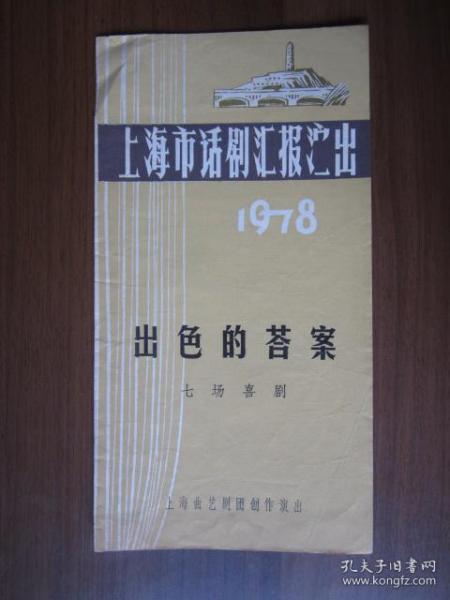 上海市话剧汇报演出
1978
出色的荅案
七场喜剧
上海曲艺剧团创作演出
孔夫子旧书网
www.kongfz.com